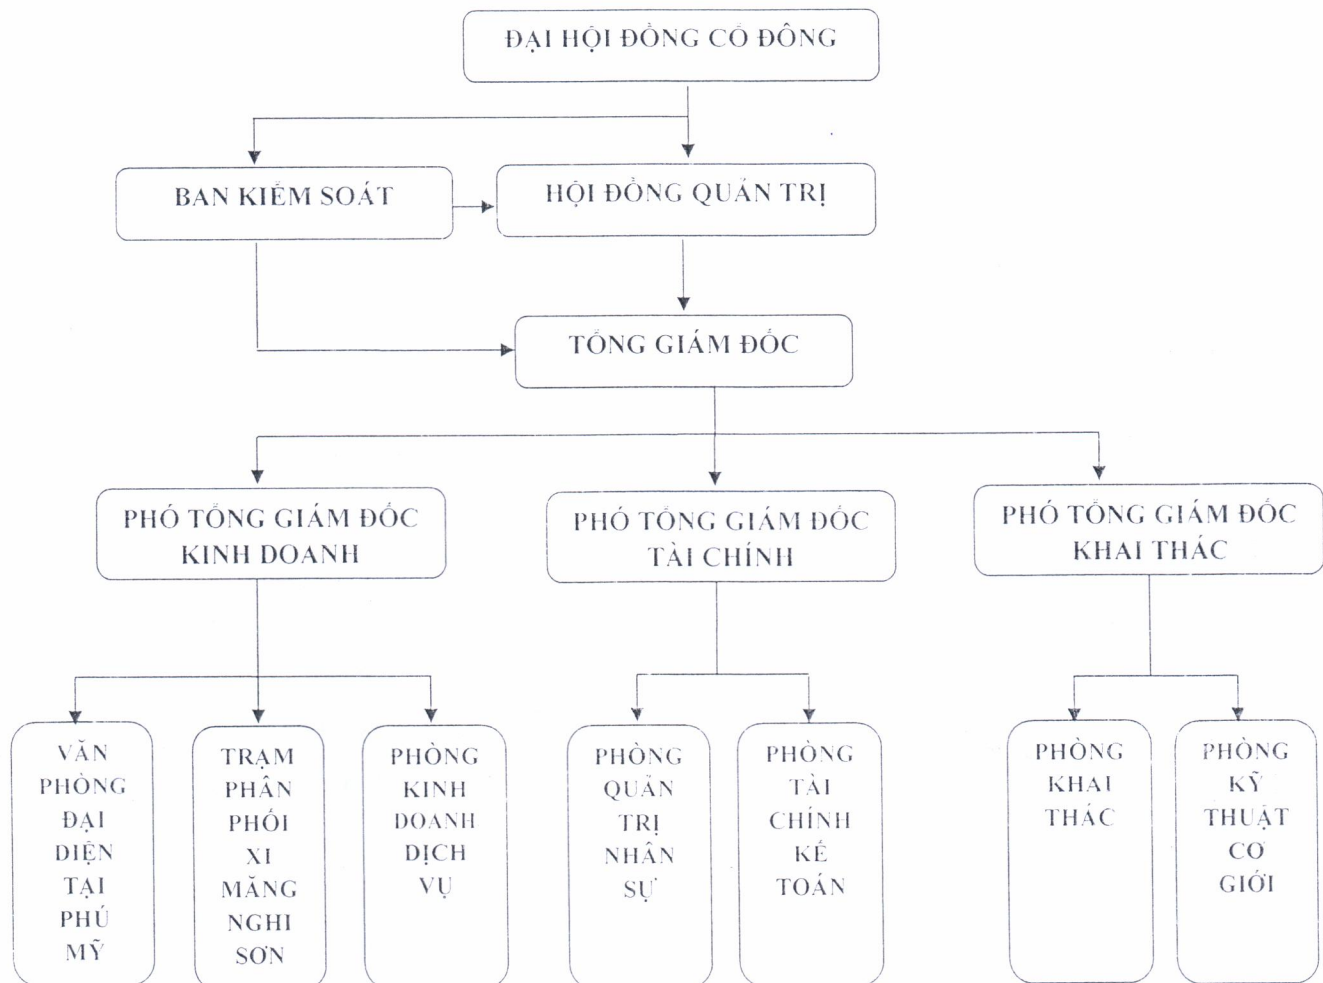 ĐẠI HỘI ĐỒNG CỔ ĐÔNG
BAN KIỂM SOÁT
HỘI ĐỒNG QUẢN TRỊ
TỔNG GIÁM ĐỐC
PHÓ TỔNG GIÁM ĐỐC
KINH DOANH
PHÓ TỔNG GIÁM ĐỐC
TÀI CHÍNH
PHÓ TỔNG GIÁM ĐỐC
KHAI THÁC
VĂN
PHÒNG
ĐẠI
DIỆN
TẠI
PHÚ
MỸ
TRẠM
PHÂN
PHỐI
XI
MĂNG
NGHI
SƠN
PHÒNG
KINH
DOANH
DỊCH
VỤ
PHÒNG
QUẢN
TRỊ
NHÂN
SỰ
PHÒNG
TÀI
CHÍNH
KẾ
TOÁN
PHÒNG
KHAI
THÁC
PHÒNG
KỸ
THUẬT
CƠ
GIỚI